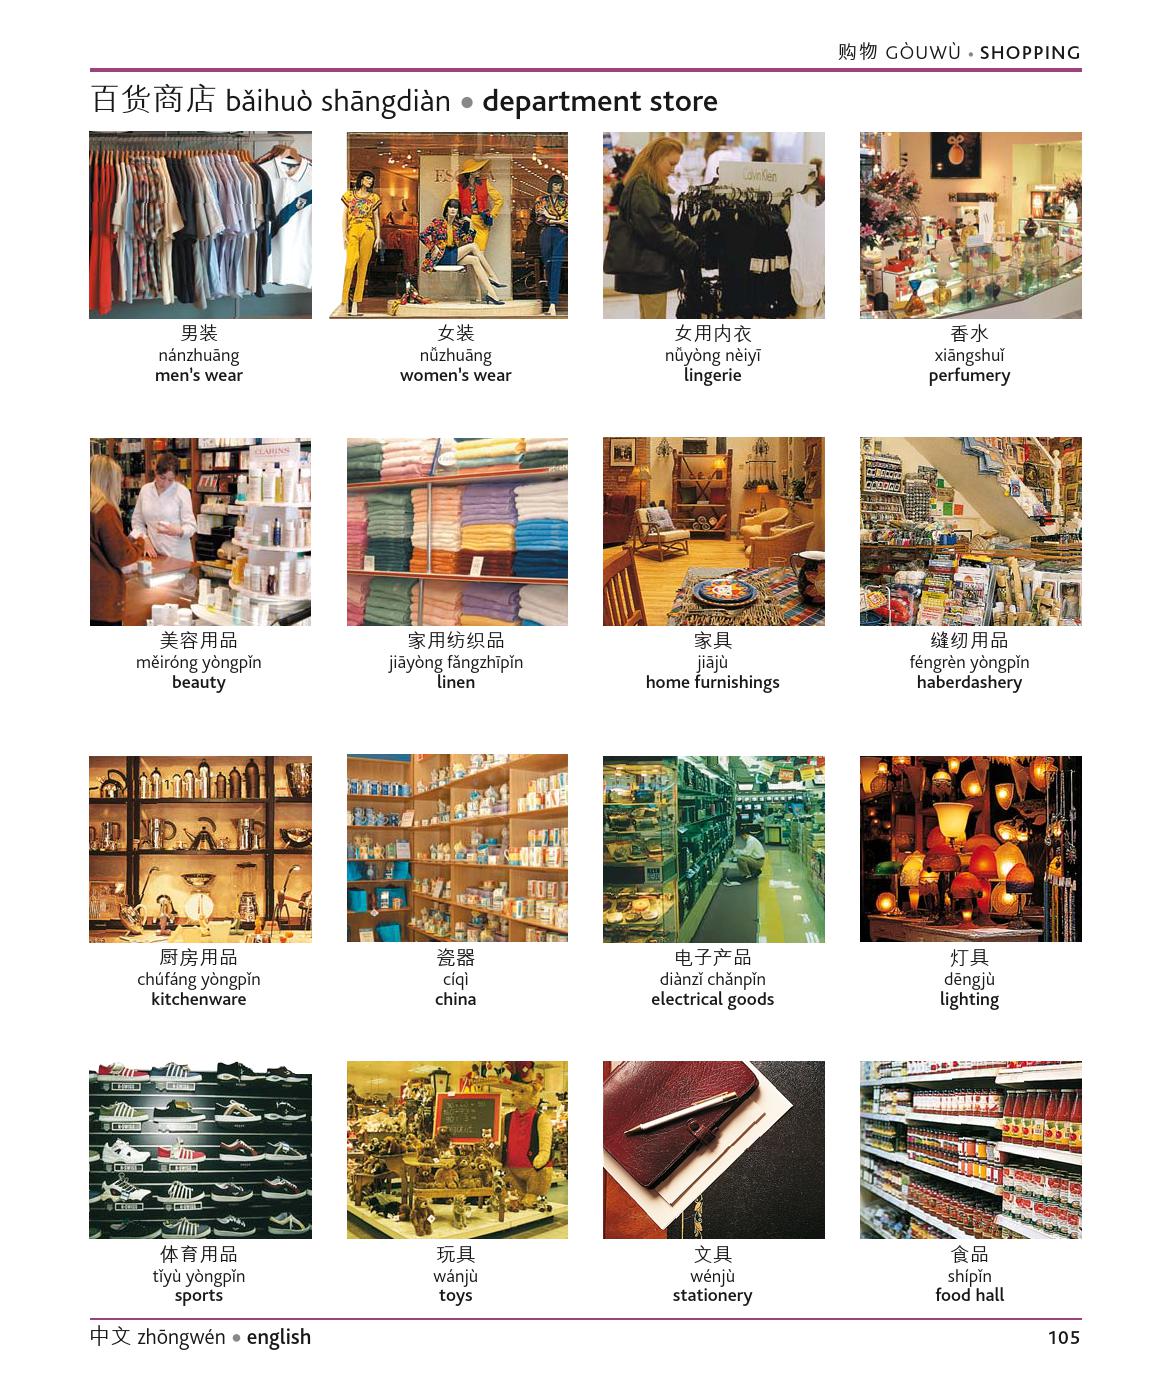 购物 GÒUWÙ • SHOPPING
百货商店 bǎihuò shāngdiàn • department store
ES
Calvin Klein
男装
nánzhuāng
men's wear
女装
nǚzhuāng
women's wear
女用内衣
nǚyòng nèiyī
lingerie
香水
xiāngshuǐ
perfumery
CLARINS
美容用品
měiróng yòngpǐn
beauty
家用纺织品
jiāyòng fǎngzhīpǐn
linen
家具
jiājù
home furnishings
缝纫用品
féngrèn yòngpǐn
haberdashery
厨房用品
chúfáng yòngpǐn
kitchenware
瓷器
cíqì
china
电子产品
diànzǐ chǎnpǐn
electrical goods
灯具
dēngjù
lighting
体育用品
tǐyù yòngpǐn
sports
玩具
wánjù
toys
文具
wénjù
stationery
食品
shípǐn
food hall
中文 zhōngwén • english
105